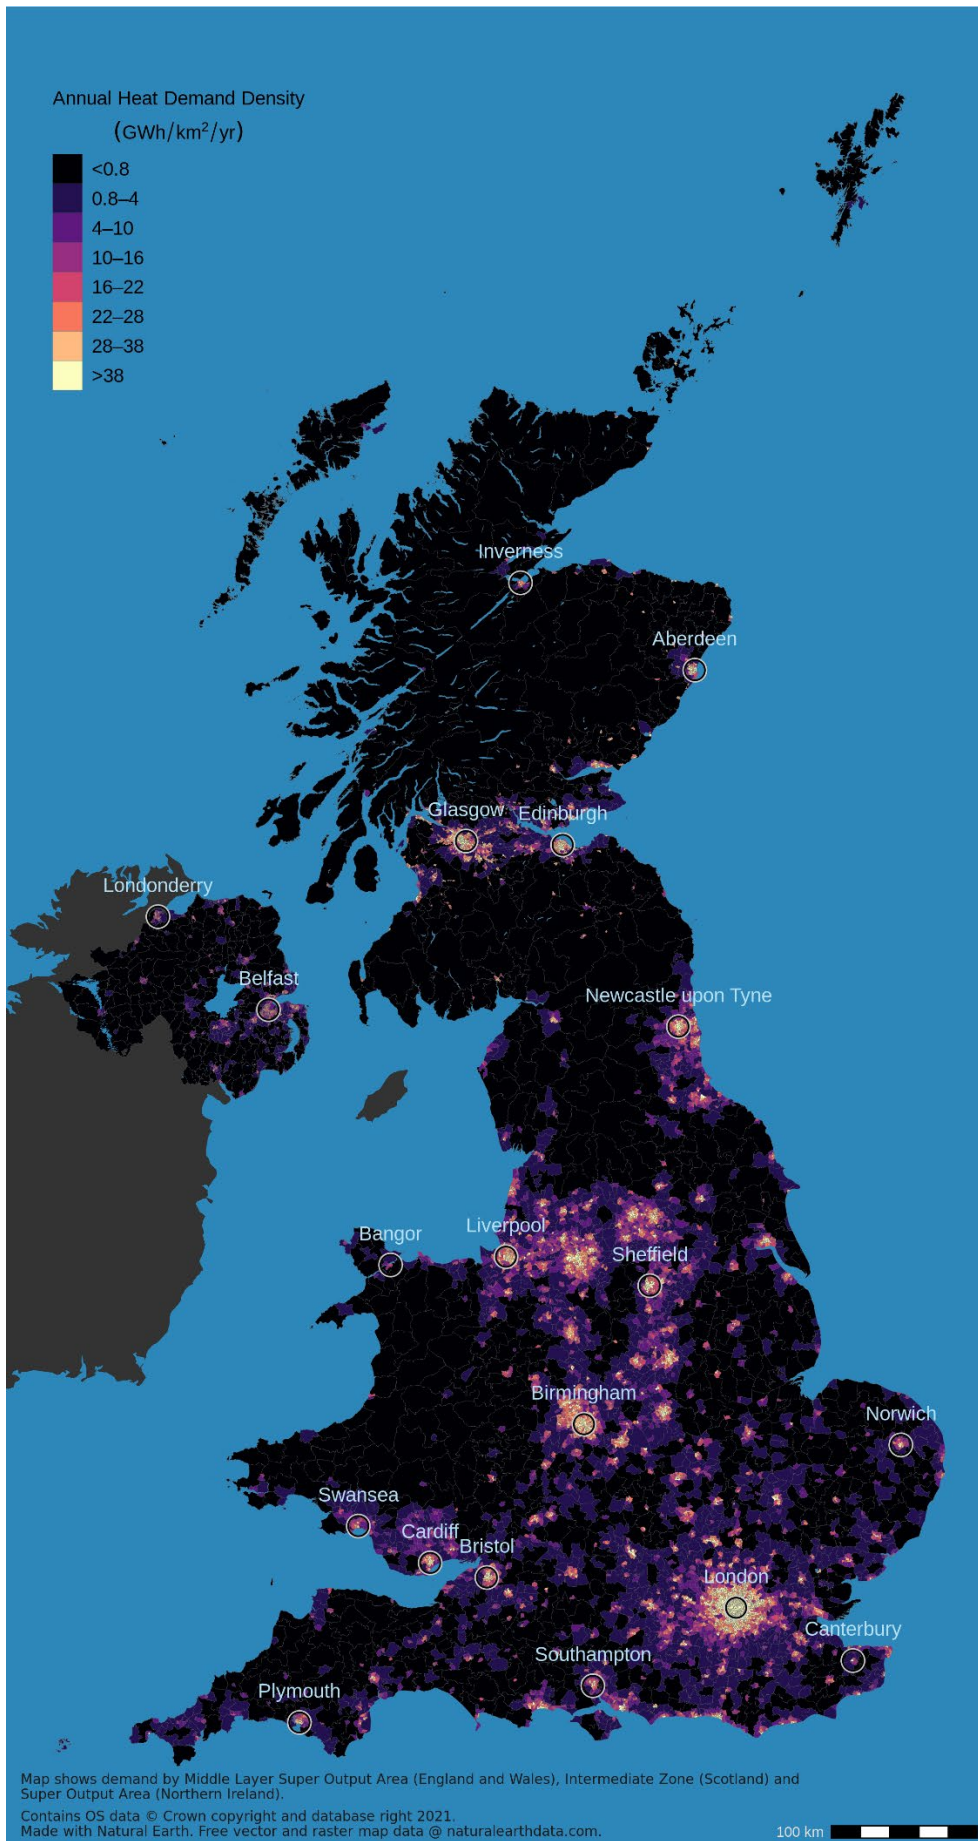 Annual Heat Demand Density
(GWh/km²/yr)
<0.8
0.8–4
4–10
10–16
16–22
22–28
28–38
>38
Inverness
Aberdeen
Glasgow
Edinburgh
Londonderry
Belfast
Newcastle upon Tyne
Bangor
Liverpool
Sheffield
Birmingham
Norwich
Swansea
Cardiff
Bristol
London
Canterbury
Southampton
Plymouth
Map shows demand by Middle Layer Super Output Area (England and Wales), Intermediate Zone (Scotland) and
Super Output Area (Northern Ireland).
Contains OS data © Crown copyright and database right 2021.
Made with Natural Earth. Free vector and raster map data @ naturalearthdata.com.
100 km